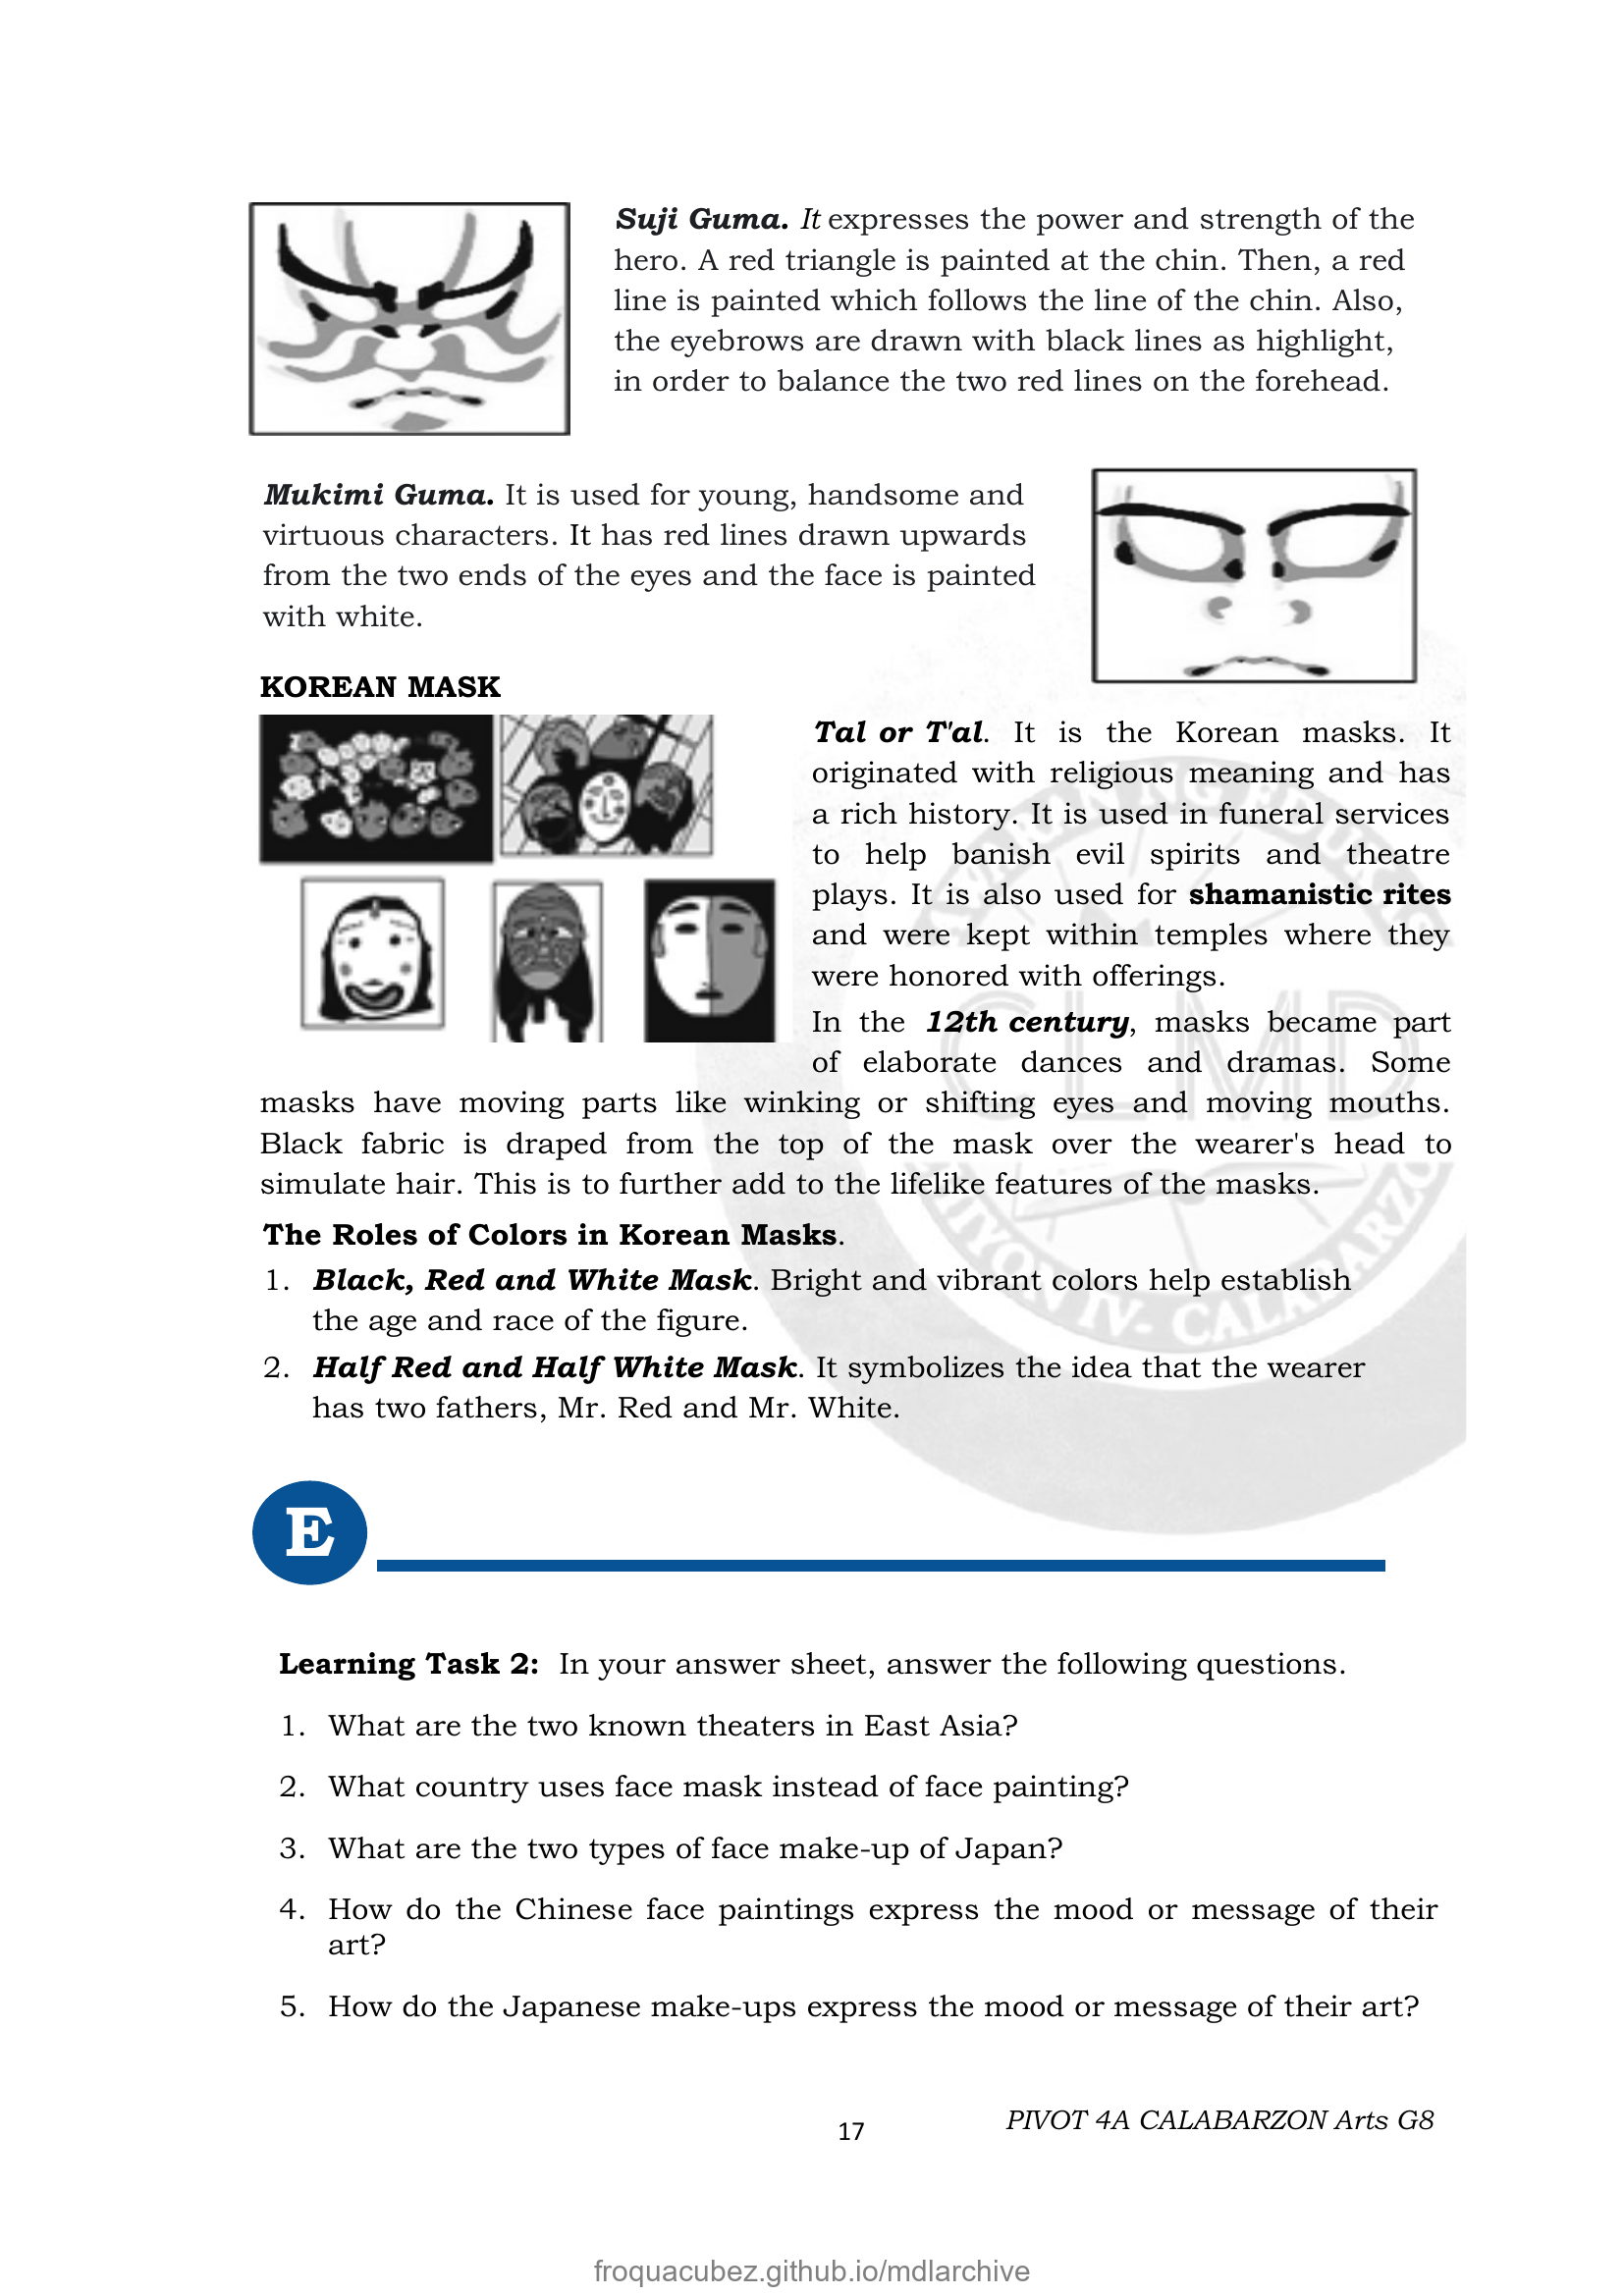 Suji Guma. It expresses the power and strength of the
hero. A red triangle is painted at the chin. Then, a red
line is painted which follows the line of the chin. Also,
the eyebrows are drawn with black lines as highlight,
in order to balance the two red lines on the forehead.
Mukimi Guma. It is used for young, handsome and
virtuous characters. It has red lines drawn upwards
from the two ends of the eyes and the face is painted
with white.
KOREAN MASK
Tal or T'al. It is the Korean masks. It
originated with religious meaning and has
a rich history. It is used in funeral services
to help banish evil spirits and theatre
plays. It is also used for shamanistic rites
and were kept within temples where they
were honored with offerings.
In the 12th century, masks became part
of elaborate dances and dramas. Some
masks have moving parts like winking or shifting eyes and moving mouths.
Black fabric is draped from the top of the mask over the wearer's head to
simulate hair. This is to further add to the lifelike features of the masks.
The Roles of Colors in Korean Masks.
1. Black, Red and White Mask. Bright and vibrant colors help establish
the age and race of the figure.
2. Half Red and Half White Mask. It symbolizes the idea that the wearer
has two fathers, Mr. Red and Mr. White.
CLMD
E
Learning Task 2: In your answer sheet, answer the following questions.
1. What are the two known theaters in East Asia?
2. What country uses face mask instead of face painting?
3. What are the two types of face make-up of Japan?
4. How do the Chinese face paintings express the mood or message of their
art?
5. How do the Japanese make-ups express the mood or message of their art?
17
PIVOT 4A CALABARZON Arts G8
froquacubez.github.io/mdlarchive